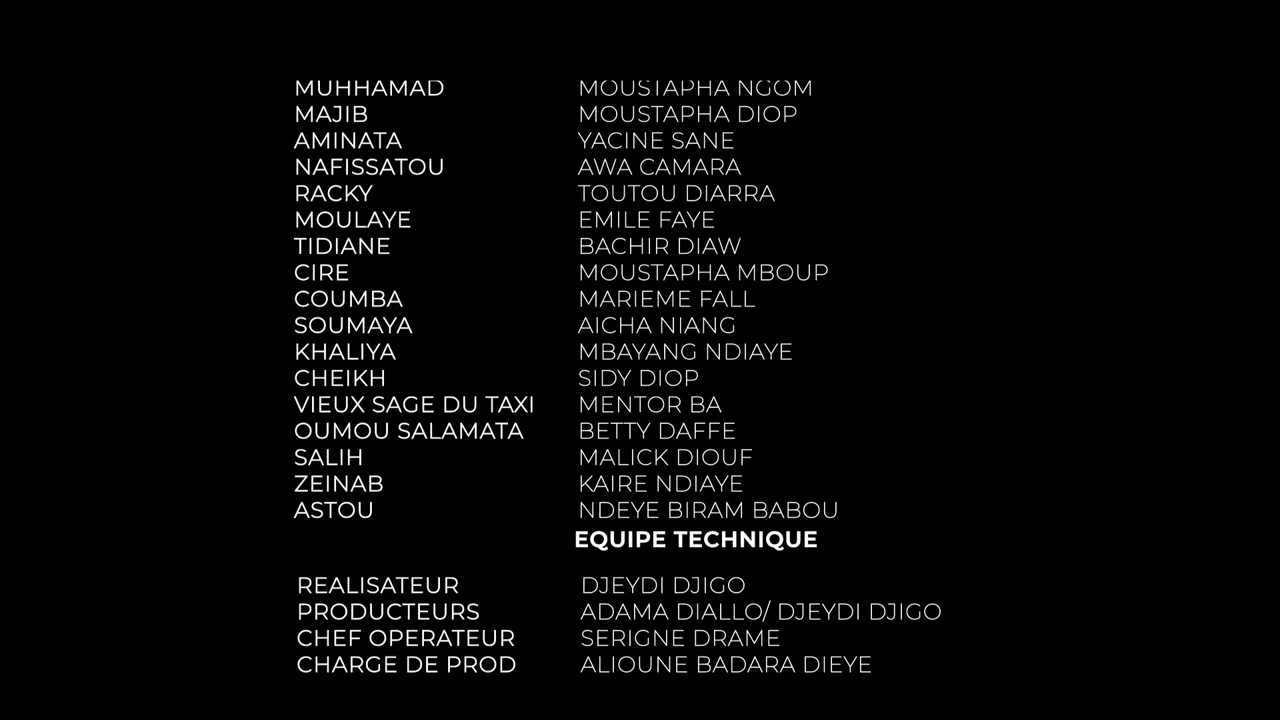 MUHHAMAD MOUSTAPHA NGOM
MAJIB MOUSTAPHA DIOP
AMINATA YACINE SANE
NAFISSATOU AWA CAMARA
RACKY TOUTOU DIARRA
MOULAYE EMILE FAYE
TIDIANE BACHIR DIAW
CIRE MOUSTAPHA MBOUP
COUMBA MARIEME FALL
SOUMAYA AICHA NIANG
KHALIYA MBAYANG NDIAYE
CHEIKH SIDY DIOP
VIEUX SAGE DU TAXI MENTOR BA
OUMOU SALAMATA BETTY DAFFE
SALIH MALICK DIOUF
ZEINAB KAIRE NDIAYE
ASTOU NDEYE BIRAM BABOU
EQUIPE TECHNIQUE
REALISATEUR DJEYDI DJIGO
PRODUCTEURS ADAMA DIALLO/ DJEYDI DJIGO
CHEF OPERATEUR SERIGNE DRAME
CHARGE DE PROD ALIOUNE BADARA DIEYE